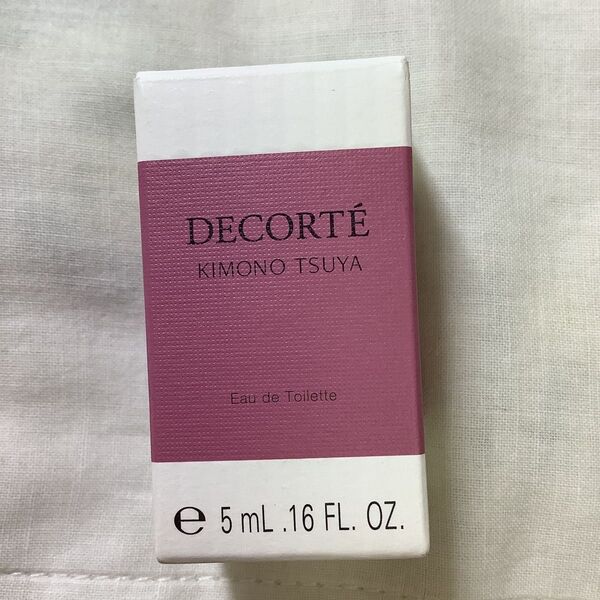 DECORTÉ
KIMONO TSUYA
Eau de Toilette
℮ 5 mL .16 FL. OZ.